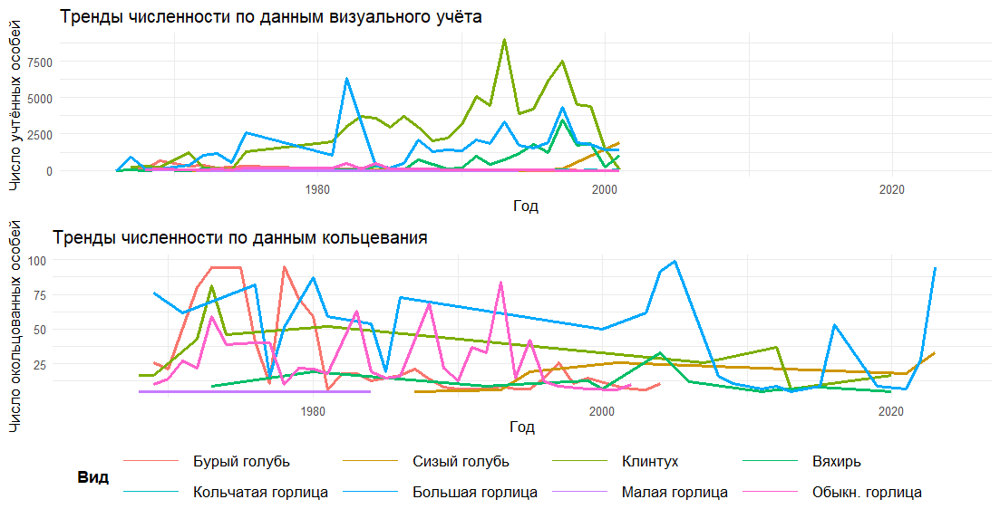 Тренды численности по данным визуального учёта
Число учтённых особей
7500
5000
2500
0
1980
2000
2020
Год
Тренды численности по данным кольцевания
Число окольцованных особей
100
75
50
25
1980
2000
2020
Год
Вид
Бурый голубь
Сизый голубь
Клинтух
Вяхирь
Кольчатая горлица
Большая горлица
Малая горлица
Обыкн. горлица